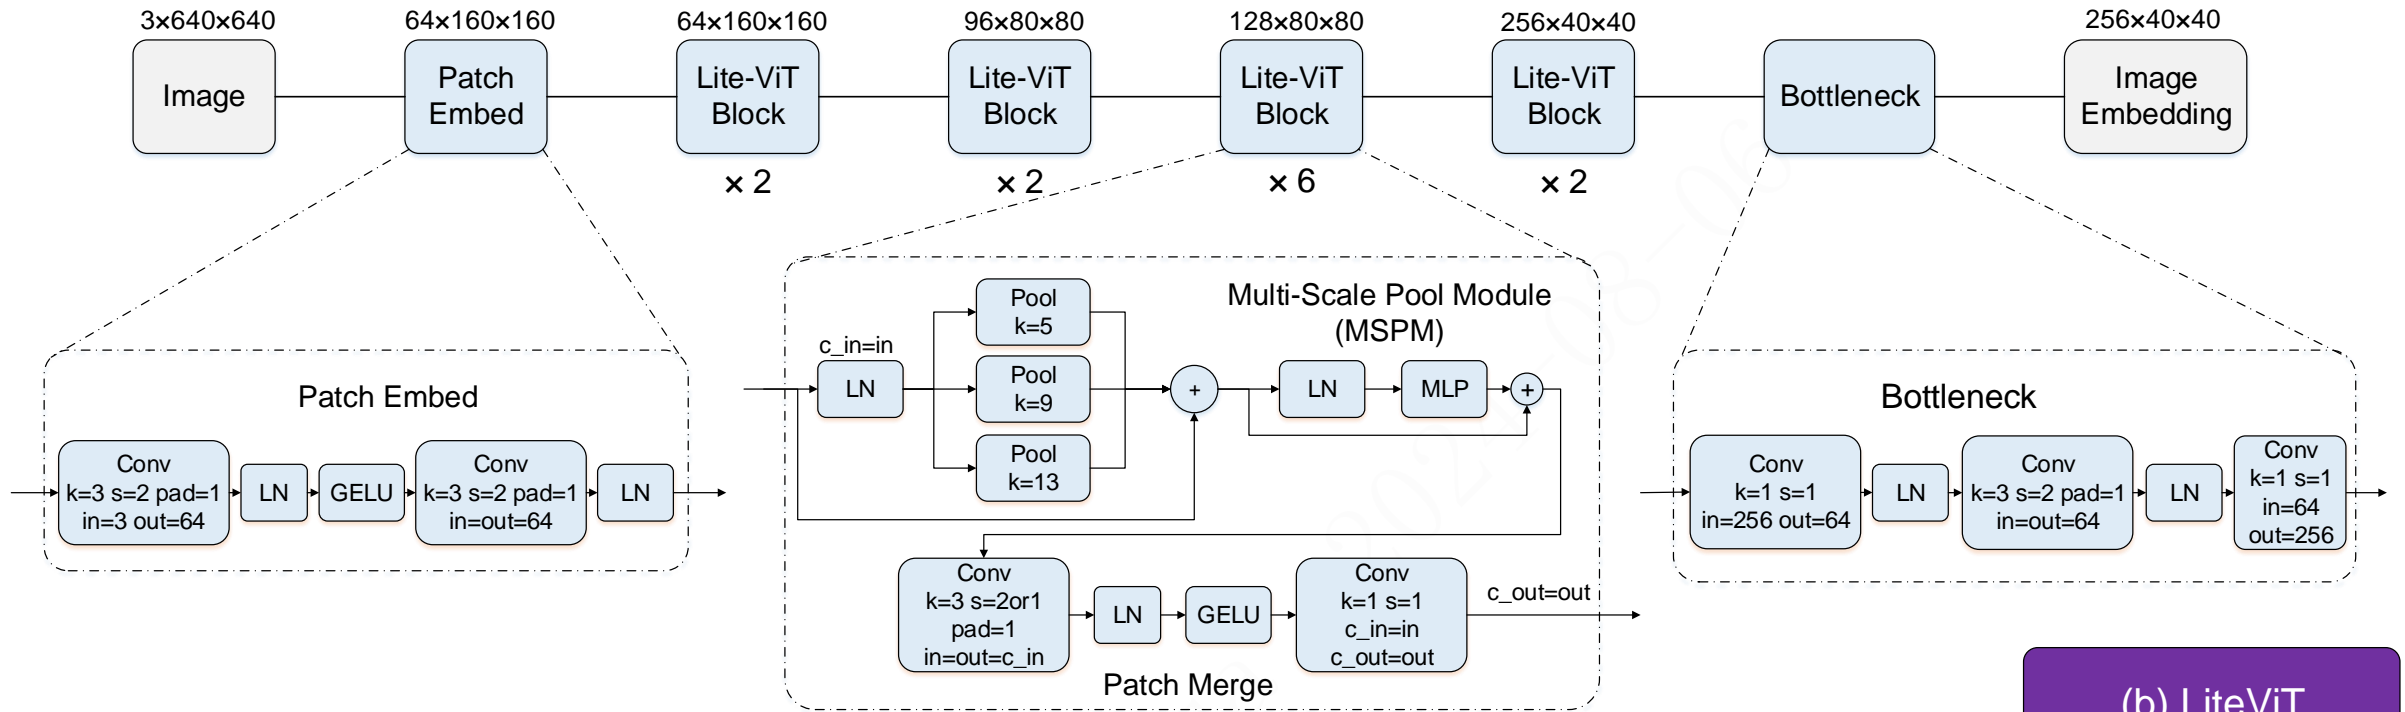 3×640×640
64×160×160
64×160×160
96×80×80
128×80×80
256×40×40
256×40×40
Image
Patch
Embed
Lite-ViT
Block
Lite-ViT
Block
Lite-ViT
Block
Lite-ViT
Block
Bottleneck
Image
Embedding
× 2
× 2
× 6
× 2
Patch Embed
Conv
k=3 s=2 pad=1
in=3 out=64
LN
GELU
Conv
k=3 s=2 pad=1
in=out=64
LN
Multi-Scale Pool Module
(MSPM)
c_in=in
LN
Pool
k=5
Pool
k=9
Pool
k=13
+
LN
MLP
+
Conv
k=3 s=2or1
pad=1
in=out=c_in
LN
GELU
Conv
k=1 s=1
c_in=in
c_out=out
c_out=out
Patch Merge
Bottleneck
Conv
k=1 s=1
in=256 out=64
LN
Conv
k=3 s=2 pad=1
in=out=64
LN
Conv
k=1 s=1
in=64
out=256
(b) LiteViT